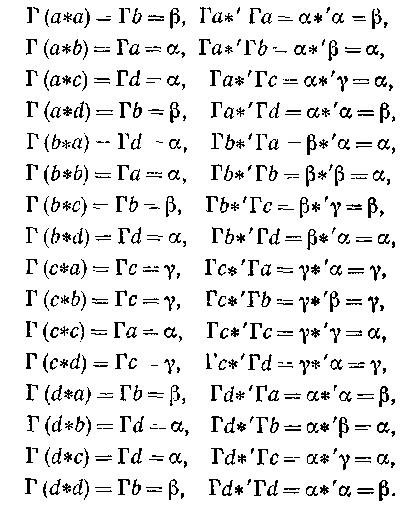 Γ (a*a) = Γb = β, Γa*′ Γa = α*′α = β,
Γ (a*b) = Γa = α, Γa*′Γb = α*′β = α,
Γ (a*c) = Γd = α, Γa*′Γc = α*′γ = α,
Γ (a*d) = Γb = β, Γa*′Γd = α*′α = β,
Γ (b*a) = Γd = α, Γb*′Γa = β*′α = α,
Γ (b*b) = Γa = α, Γb*′Γb = β*′β = α,
Γ (b*c) = Γb = β, Γb*′Γc = β*′γ = β,
Γ (b*d) = Γd = α, Γb*′Γd = β*′α = α,
Γ (c*a) = Γc = γ, Γc*′Γa = γ*′α = γ,
Γ (c*b) = Γc = γ, Γc*′Γb = γ*′β = γ,
Γ (c*c) = Γa = α, Γc*′Γc = γ*′γ = α,
Γ (c*d) = Γc = γ, Γc*′Γd = γ*′α = γ,
Γ (d*a) = Γb = β, Γd*′Γa = α*′α = β,
Γ (d*b) = Γd = α, Γd*′Γb = α*′β = α,
Γ (d*c) = Γd = α, Γd*′Γc = α*′γ = α,
Γ (d*d) = Γb = β, Γd*′Γd = α*′α = β.